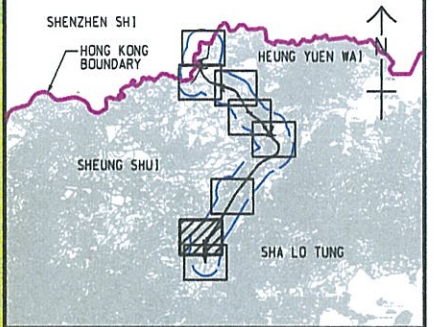 SHENZHEN SHI
HONG KONG
BOUNDARY
HEUNG YUEN WAI
N
SHEUNG SHUI
SHA LO TUNG